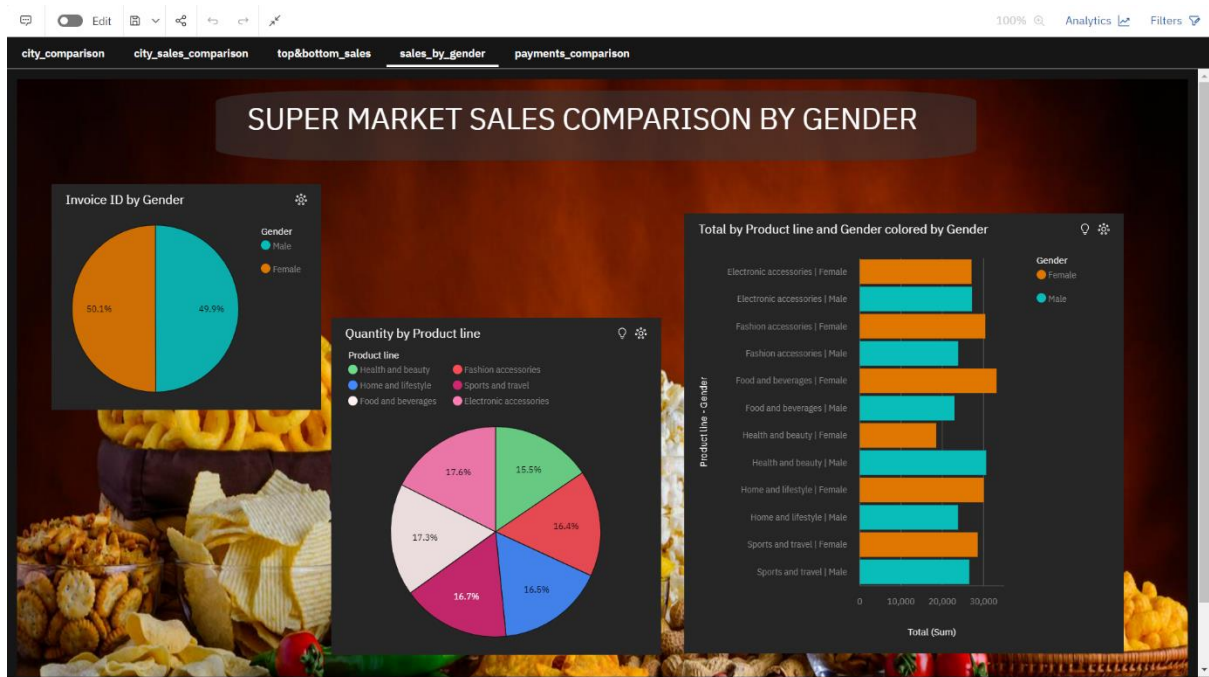 Edit
100%
Analytics
Filters
city_comparison
city_sales_comparison
top&bottom_sales
sales_by_gender
payments_comparison
SUPER MARKET SALES COMPARISON BY GENDER
Invoice ID by Gender
Gender
Male
Female
50.1%
49.9%
Quantity by Product line
Product line
Health and beauty
Fashion accessories
Home and lifestyle
Sports and travel
Food and beverages
Electronic accessories
17.6%
15.5%
16.4%
17.3%
16.5%
16.7%
Total by Product line and Gender colored by Gender
Gender
Female
Male
Product line - Gender
Electronic accessories | Female
Electronic accessories | Male
Fashion accessories | Female
Fashion accessories | Male
Food and beverages | Female
Food and beverages | Male
Health and beauty | Female
Health and beauty | Male
Home and lifestyle | Female
Home and lifestyle | Male
Sports and travel | Female
Sports and travel | Male
0 10,000 20,000 30,000
Total (Sum)